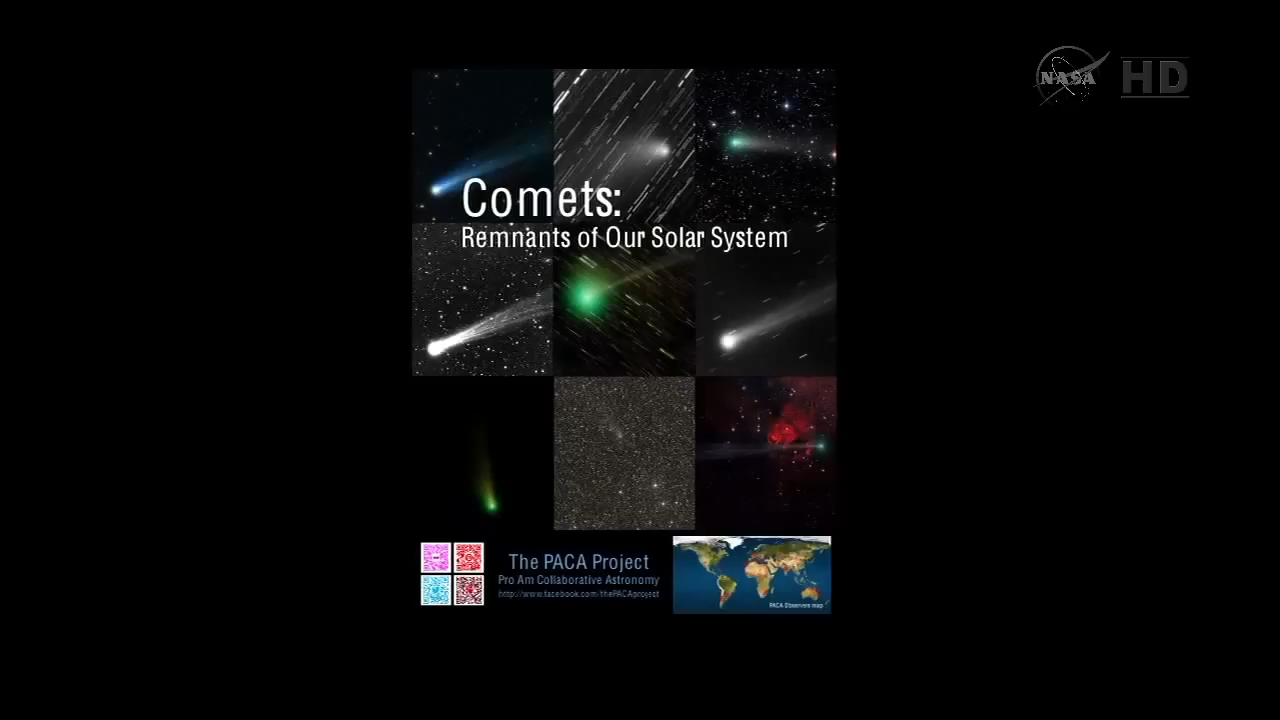 NASA HD
Comets:
Remnants of Our Solar System
The PACA Project
Pro Am Collaborative Astronomy
http://www.facebook.com/thePACAproject
PACA Observers map